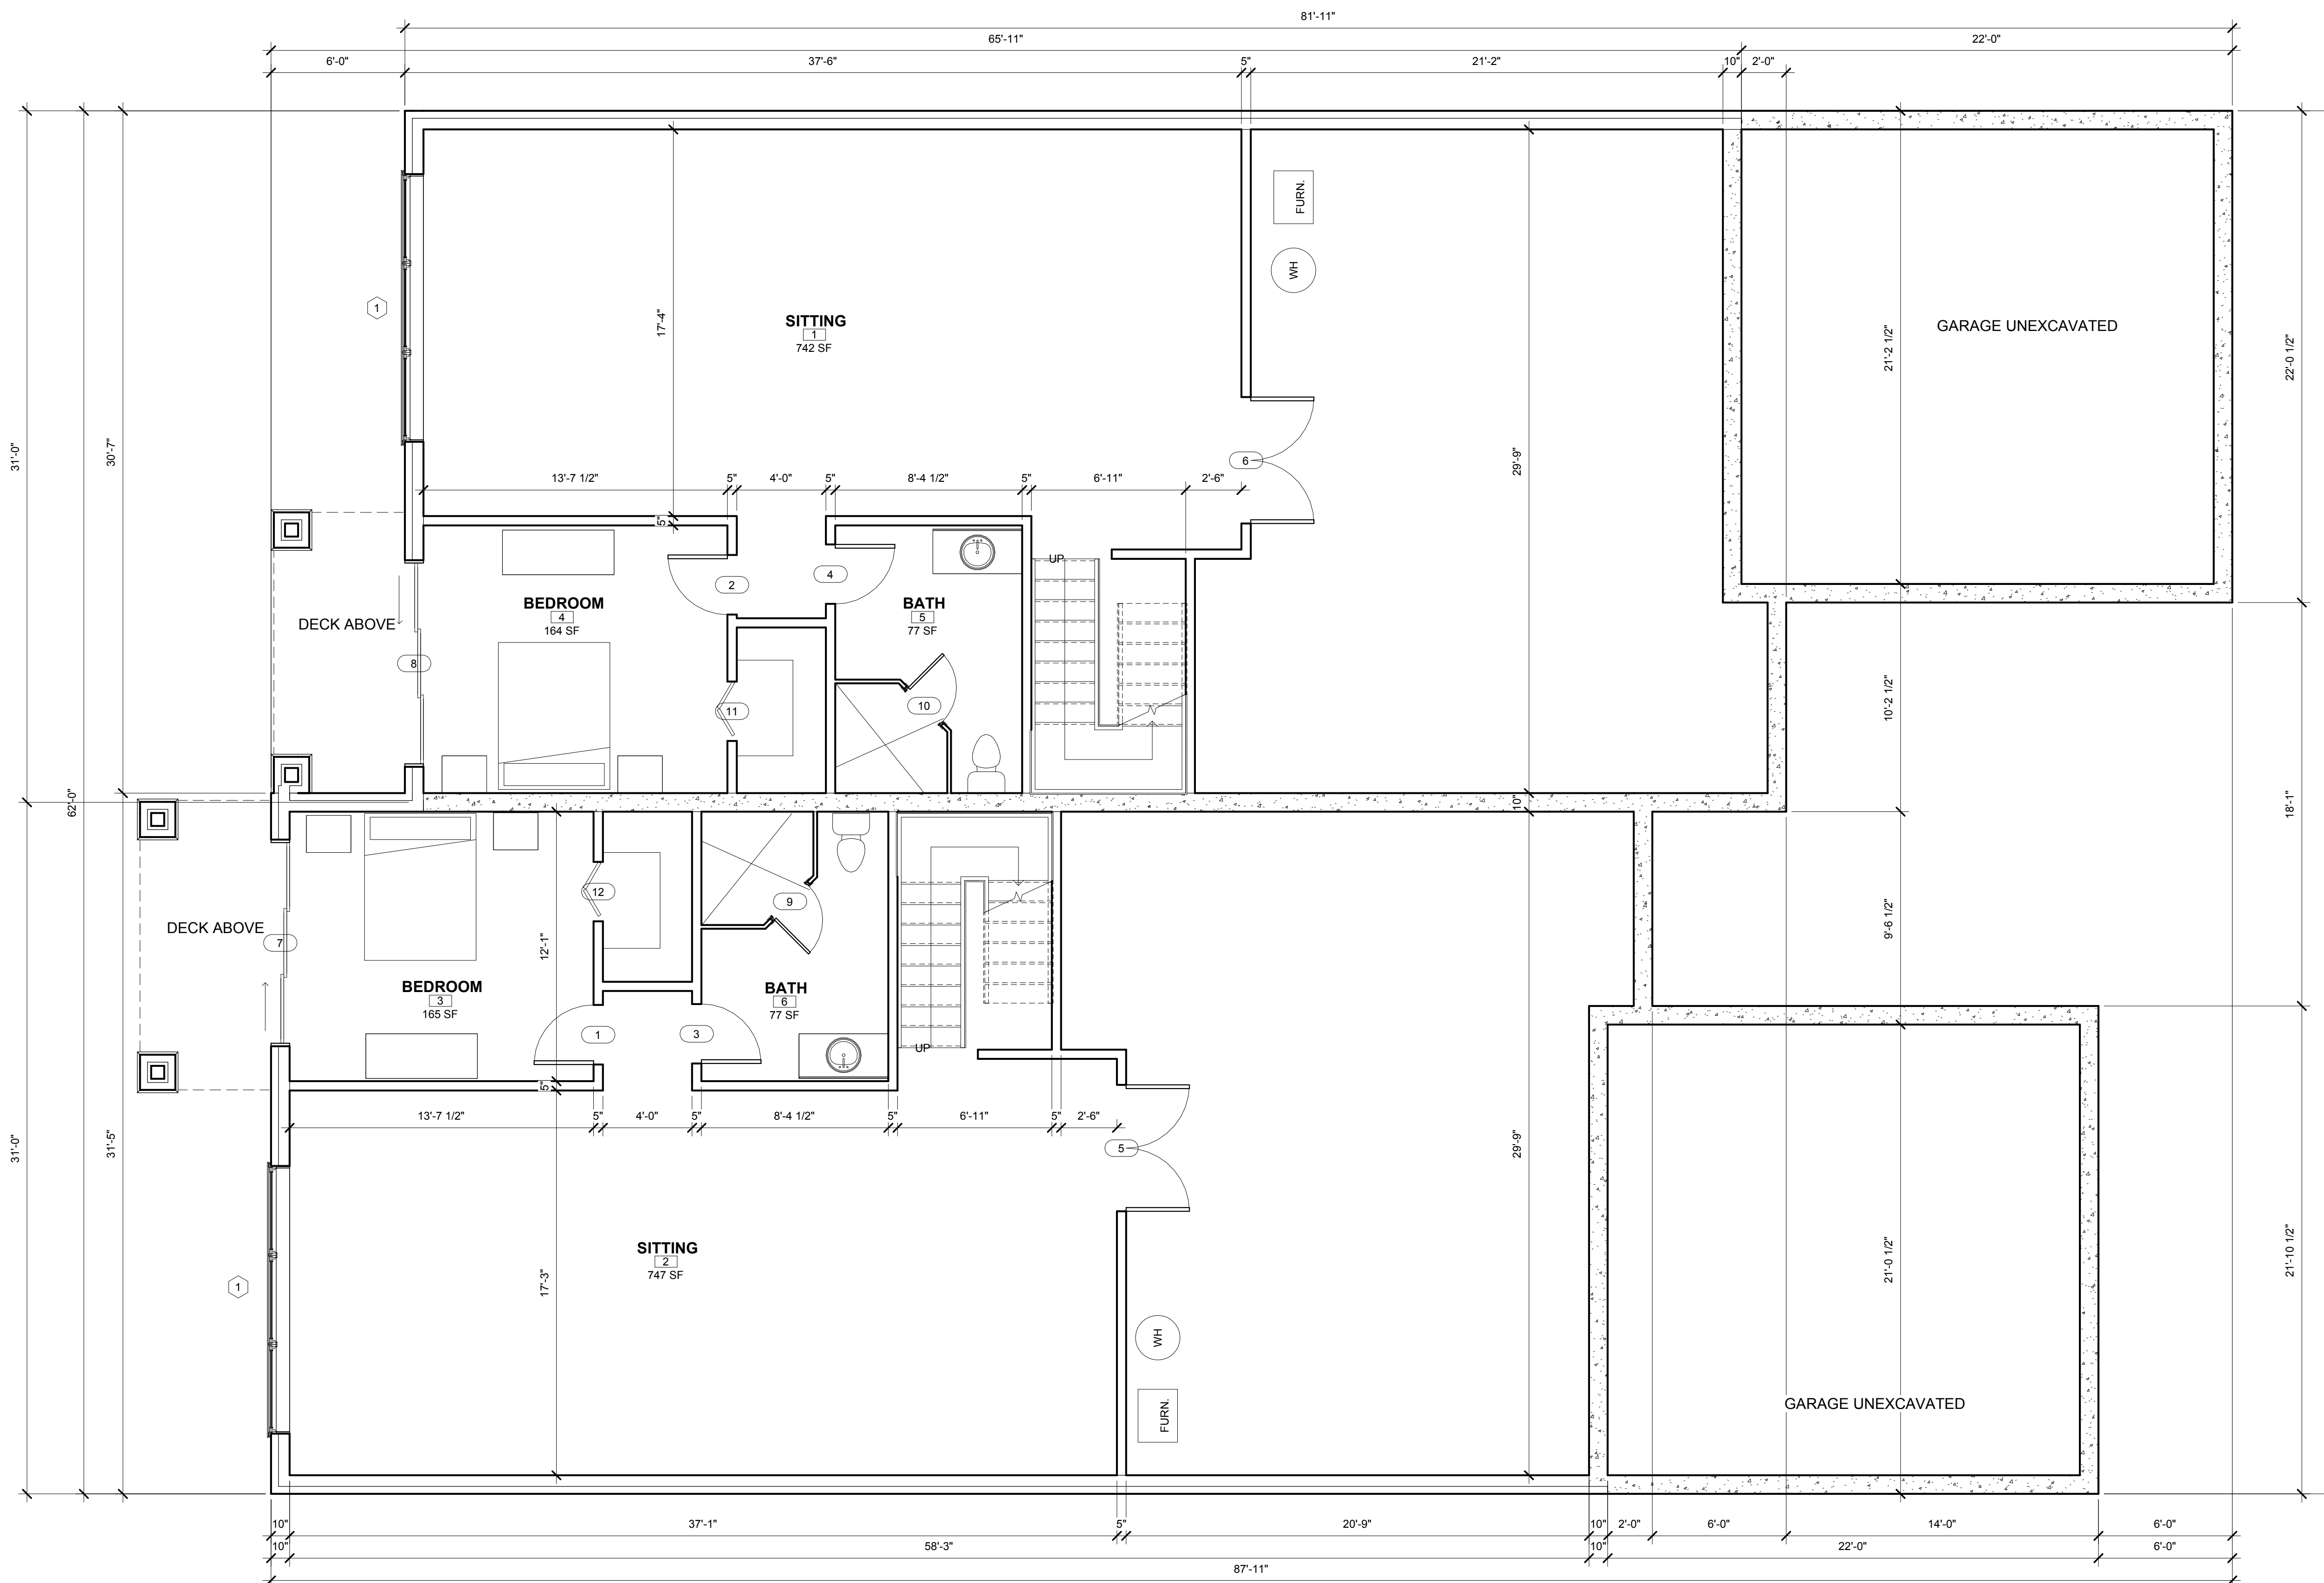 81'-11"
65'-11" 22'-0"
6'-0" 37'-6" 5" 21'-2" 10" 2'-0"
FURN.
WH
1
SITTING
1
742 SF
17'-4"
GARAGE UNEXCAVATED
21'-2 1/2"
22'-0 1/2"
31'-0"
30'-7"
29'-9"
6
13'-7 1/2" 5" 4'-0" 5" 8'-4 1/2" 5" 6'-11" 2'-6"
5"
UP
2
4
BEDROOM
4
164 SF
BATH
5
77 SF
DECK ABOVE
8
11
10
10'-2 1/2"
62'-0"
10"
18'-1"
12
9
DECK ABOVE
7
12'-1"
9'-6 1/2"
BEDROOM
3
165 SF
BATH
6
77 SF
1
3
UP
5"
13'-7 1/2" 5" 4'-0" 5" 8'-4 1/2" 5" 6'-11" 5" 2'-6"
31'-0"
31'-5"
5
29'-9"
SITTING
2
747 SF
17'-3"
1
21'-0 1/2"
21'-10 1/2"
WH
FURN.
GARAGE UNEXCAVATED
10" 37'-1" 5" 20'-9" 10" 2'-0" 6'-0" 14'-0" 6'-0"
10" 58'-3" 10" 22'-0" 6'-0"
87'-11"